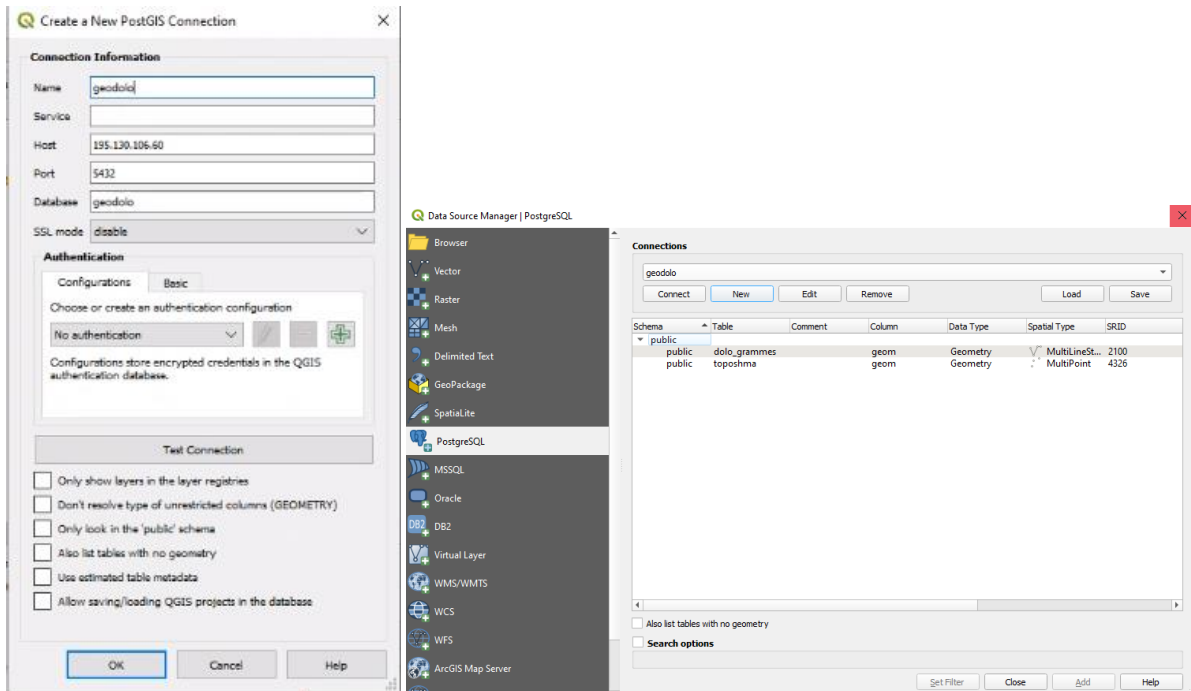 Create a New PostGIS Connection
Connection Information
Name geodolo
Service
Host 195.130.106.60
Port 5432
Database geodolo
SSL mode disable
Authentication
Configurations Basic
Choose or create an authentication configuration
No authentication
Configurations store encrypted credentials in the QGIS
authentication database.
Test Connection
Only show layers in the layer registries
Don't resolve type of unrestricted columns (GEOMETRY)
Only look in the 'public' schema
Also list tables with no geometry
Use estimated table metadata
Allow saving/loading QGIS projects in the database
OK Cancel Help
Data Source Manager | PostgreSQL
Browser
Vector
Raster
Mesh
Delimited Text
GeoPackage
SpatiaLite
PostgreSQL
MSSQL
Oracle
DB2 DB2
Virtual Layer
WMS/WMTS
WCS
WFS
ArcGIS Map Server
Connections
geodolo
Connect New Edit Remove Load Save
Schema Table Comment Column Data Type Spatial Type SRID
public
public dolo_grammes geom Geometry MultiLineSt... 2100
public toposhma geom Geometry MultiPoint 4326
Also list tables with no geometry
Search options
Set Filter Close Add Help